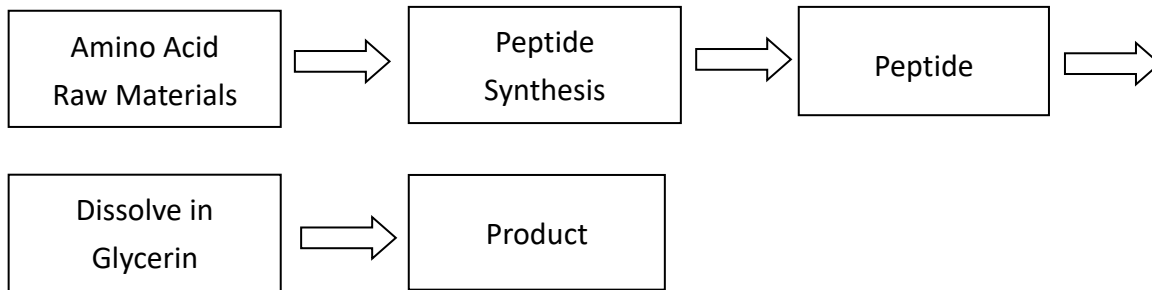 Amino Acid
Raw Materials
Peptide
Synthesis
Peptide
Dissolve in
Glycerin
Product